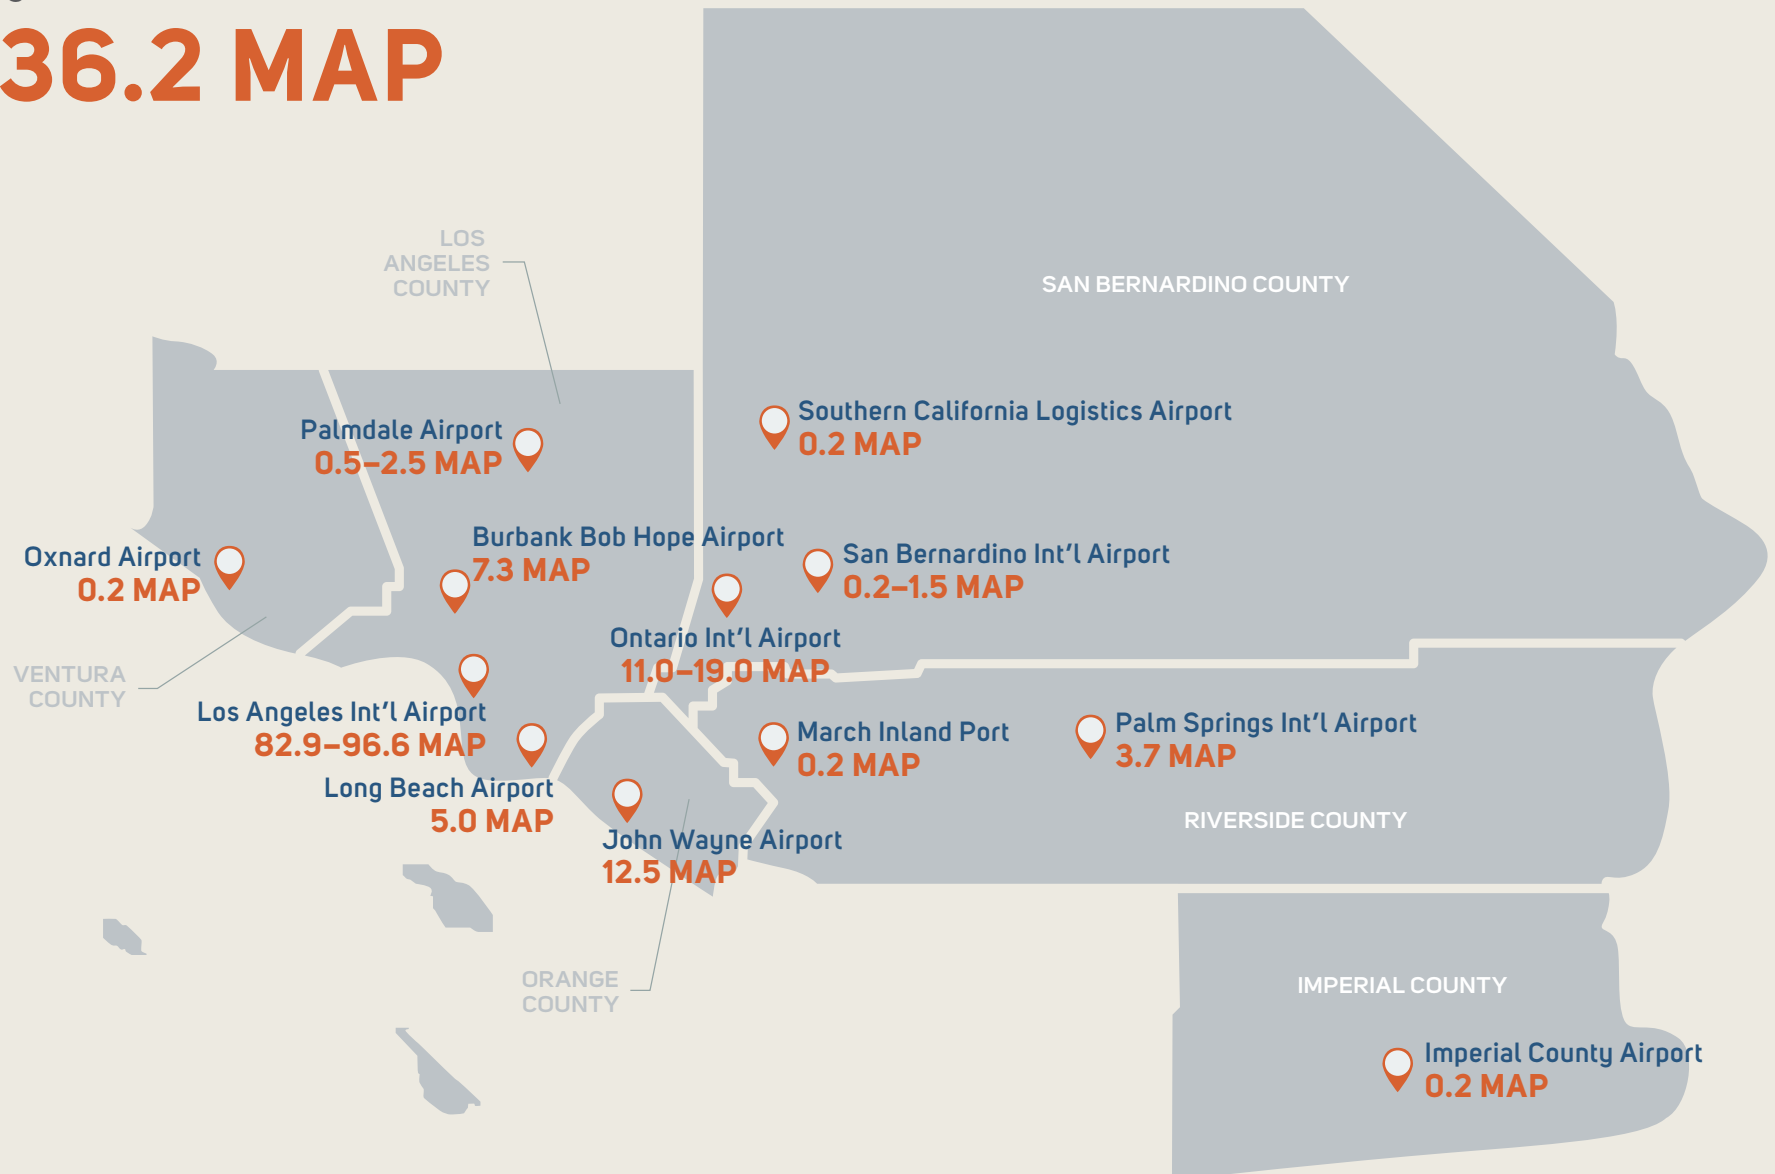 36.2 MAP
LOS
ANGELES
COUNTY
SAN BERNARDINO COUNTY
Southern California Logistics Airport
0.2 MAP
Palmdale Airport
0.5–2.5 MAP
Burbank Bob Hope Airport
7.3 MAP
San Bernardino Int'l Airport
0.2–1.5 MAP
Oxnard Airport
0.2 MAP
Ontario Int'l Airport
11.0–19.0 MAP
VENTURA
COUNTY
Los Angeles Int'l Airport
82.9–96.6 MAP
March Inland Port
0.2 MAP
Palm Springs Int'l Airport
3.7 MAP
Long Beach Airport
5.0 MAP
RIVERSIDE COUNTY
John Wayne Airport
12.5 MAP
ORANGE
COUNTY
IMPERIAL COUNTY
Imperial County Airport
0.2 MAP